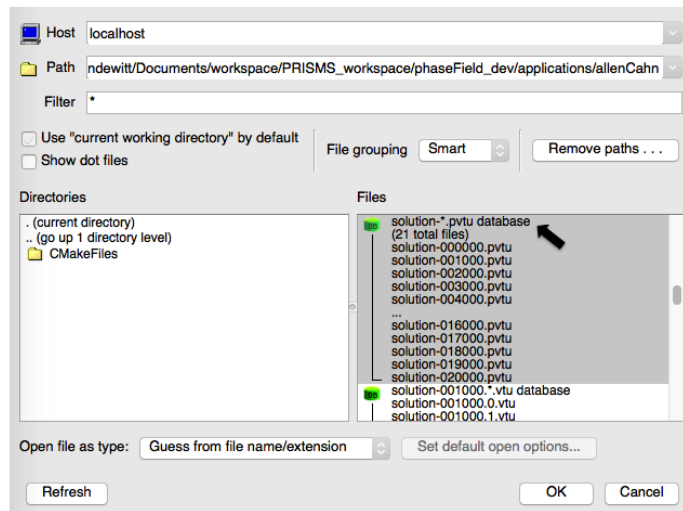 Host localhost
Path ndewitt/Documents/workspace/PRISMS_workspace/phaseField_dev/applications/allenCahn
Filter *
Use "current working directory" by default
Show dot files
File grouping Smart
Remove paths . . .
Directories
. (current directory)
.. (go up 1 directory level)
CMakeFiles
Files
solution-*.pvtu database
(21 total files)
solution-000000.pvtu
solution-001000.pvtu
solution-002000.pvtu
solution-003000.pvtu
solution-004000.pvtu
...
solution-016000.pvtu
solution-017000.pvtu
solution-018000.pvtu
solution-019000.pvtu
solution-020000.pvtu
solution-001000.*.vtu database
solution-001000.0.vtu
solution-001000.1.vtu
Open file as type: Guess from file name/extension
Set default open options...
Refresh
OK
Cancel